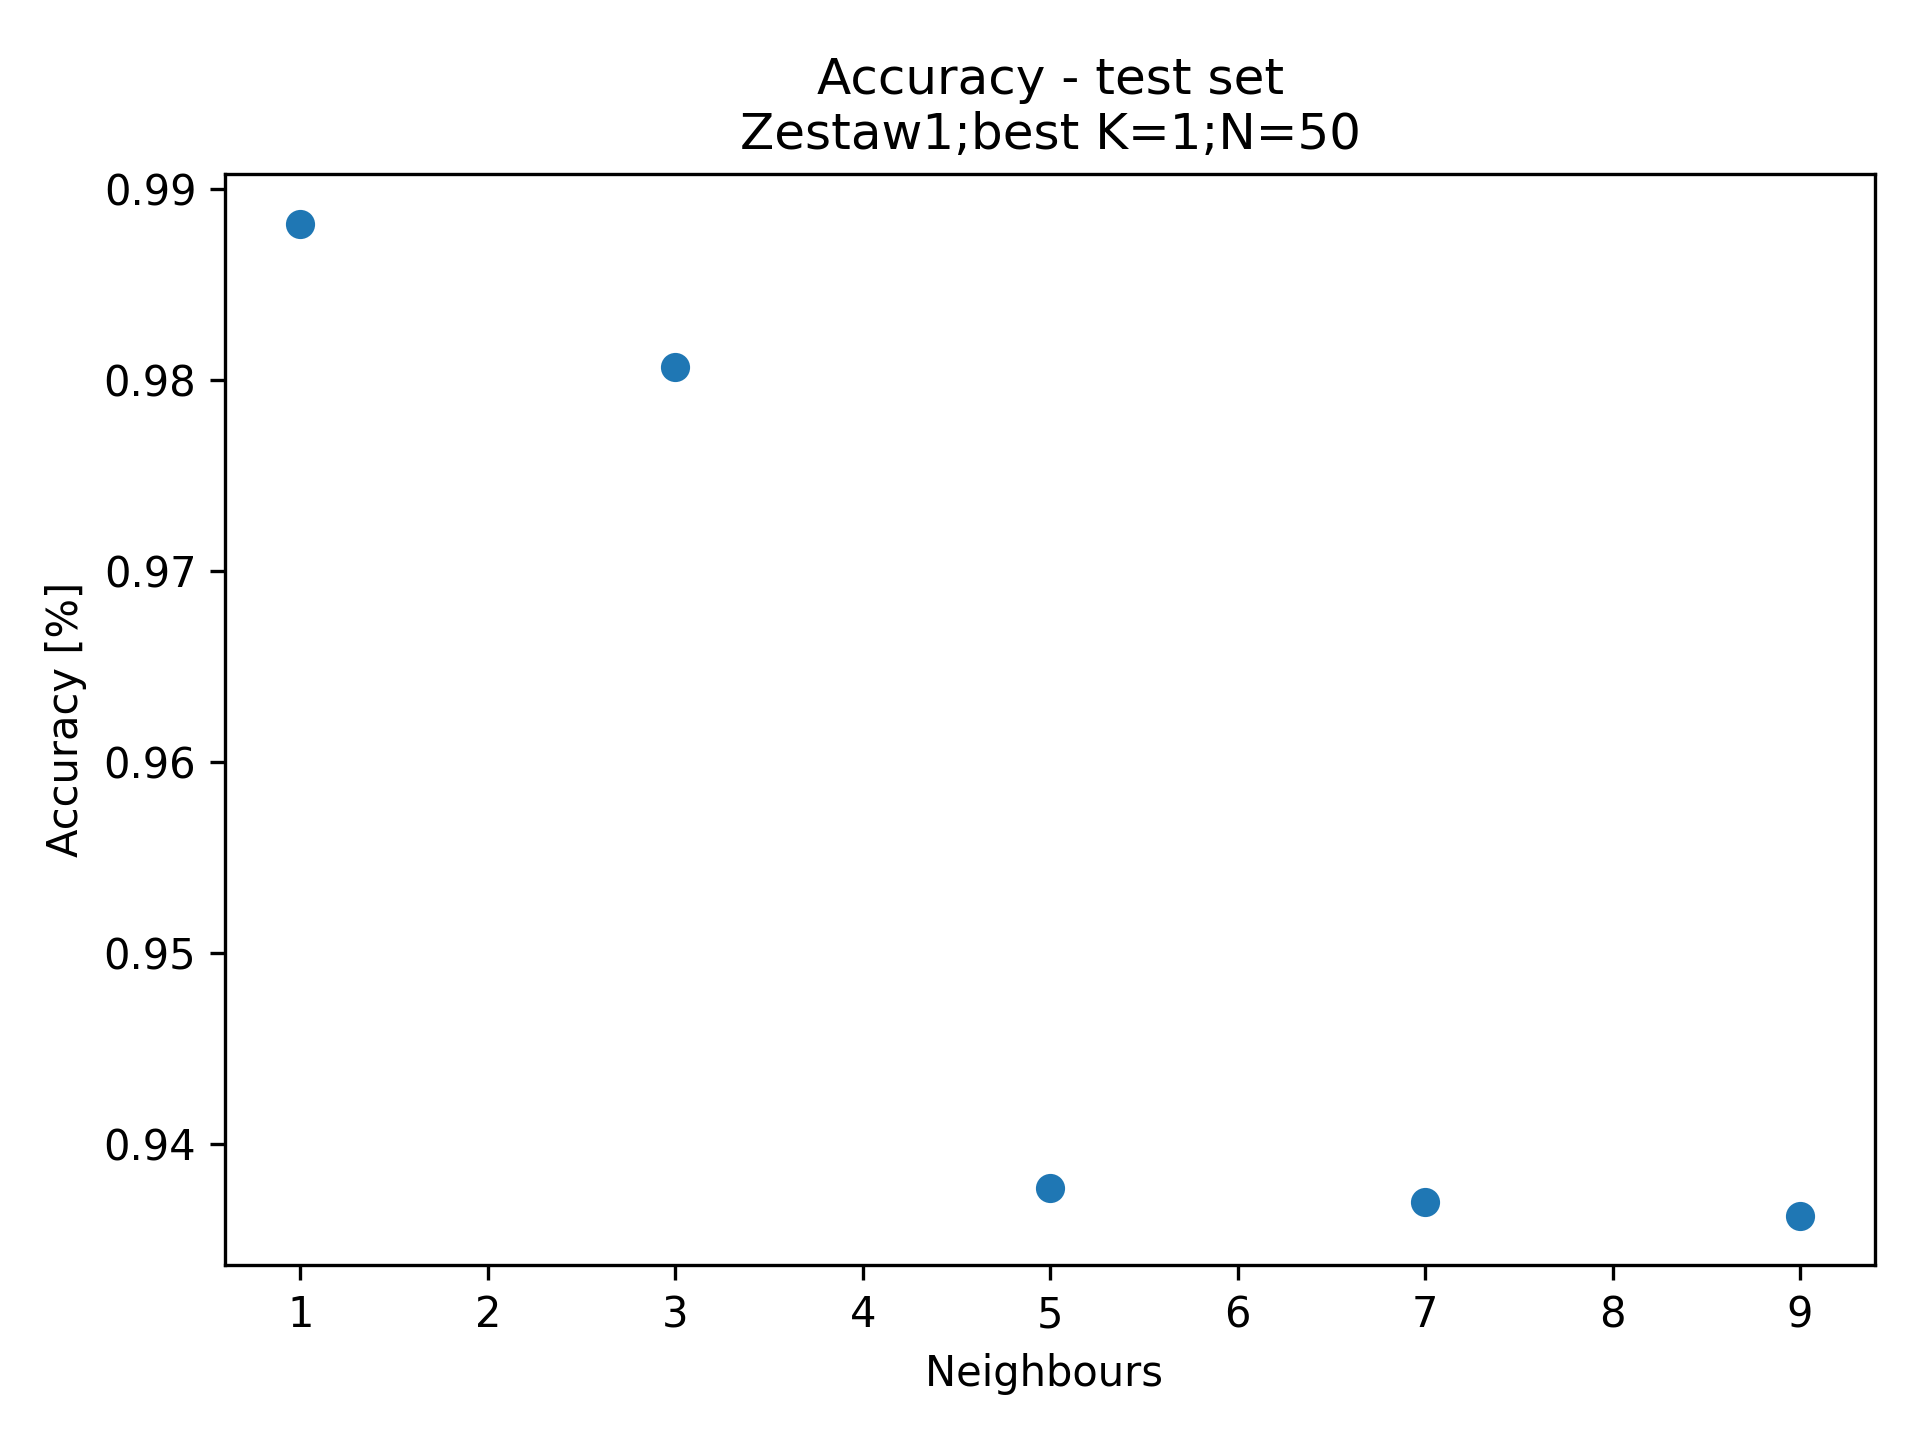 Accuracy - test set
Zestaw1;best K=1;N=50
0.99
0.98
0.97
0.96
0.95
0.94
Accuracy [%]
1 2 3 4 5 6 7 8 9
Neighbours